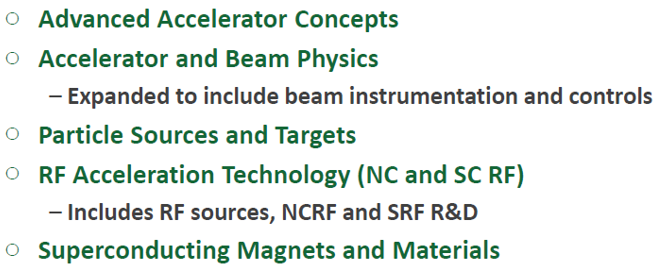 ○ Advanced Accelerator Concepts
○ Accelerator and Beam Physics
– Expanded to include beam instrumentation and controls
○ Particle Sources and Targets
○ RF Acceleration Technology (NC and SC RF)
– Includes RF sources, NCRF and SRF R&D
○ Superconducting Magnets and Materials